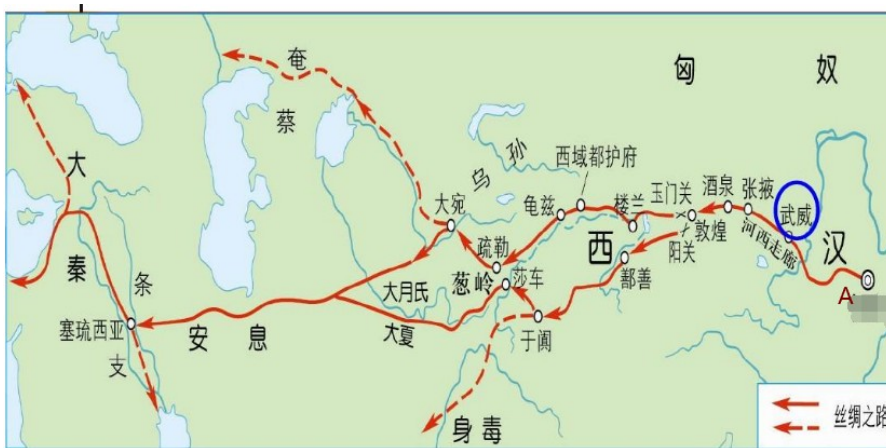 匈奴
奄蔡
乌孙
西域都护府
大
大宛
龟兹
楼兰
玉门关
酒泉
张掖
武威
敦煌
阳关
河西走廊
汉
西
疏勒
葱岭
莎车
鄯善
A
秦
条支
大月氏
大夏
于阗
塞琉西亚
安息
身毒
丝绸之路